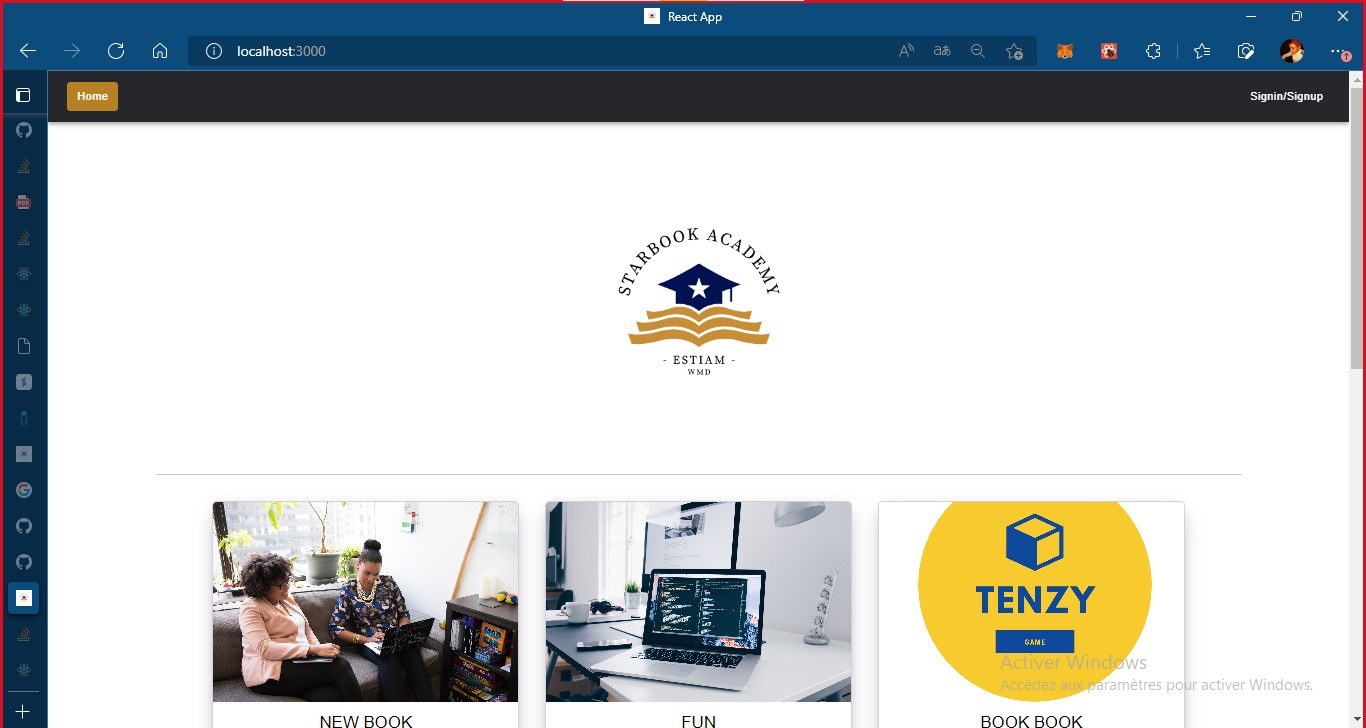 React App
localhost:3000
Home
Signin/Signup
STARBOOK ACADEMY
- ESTIAM -
WMD
PDF
TENZY
GAME
Activer Windows
Accédez aux paramètres pour activer Windows.
NEW BOOK
FUN
BOOK BOOK